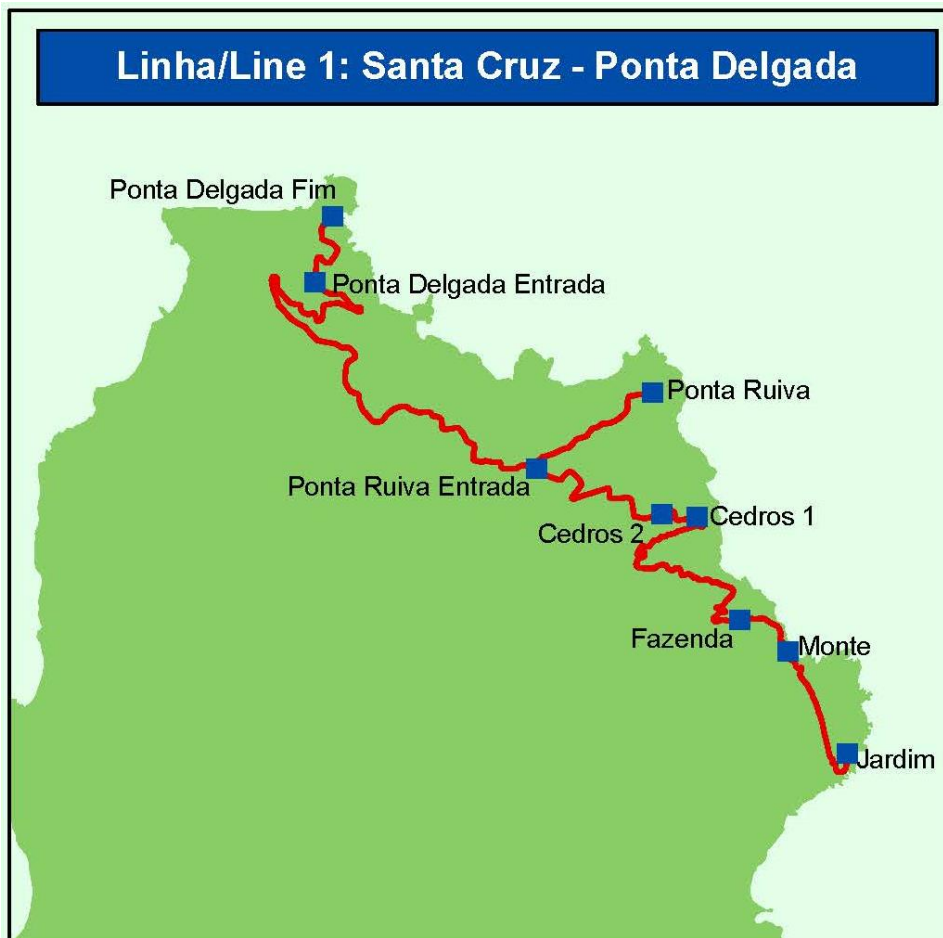 Linha/Line 1: Santa Cruz - Ponta Delgada
Ponta Delgada Fim
Ponta Delgada Entrada
Ponta Ruiva
Ponta Ruiva Entrada
Cedros 1
Cedros 2
Fazenda
Monte
Jardim